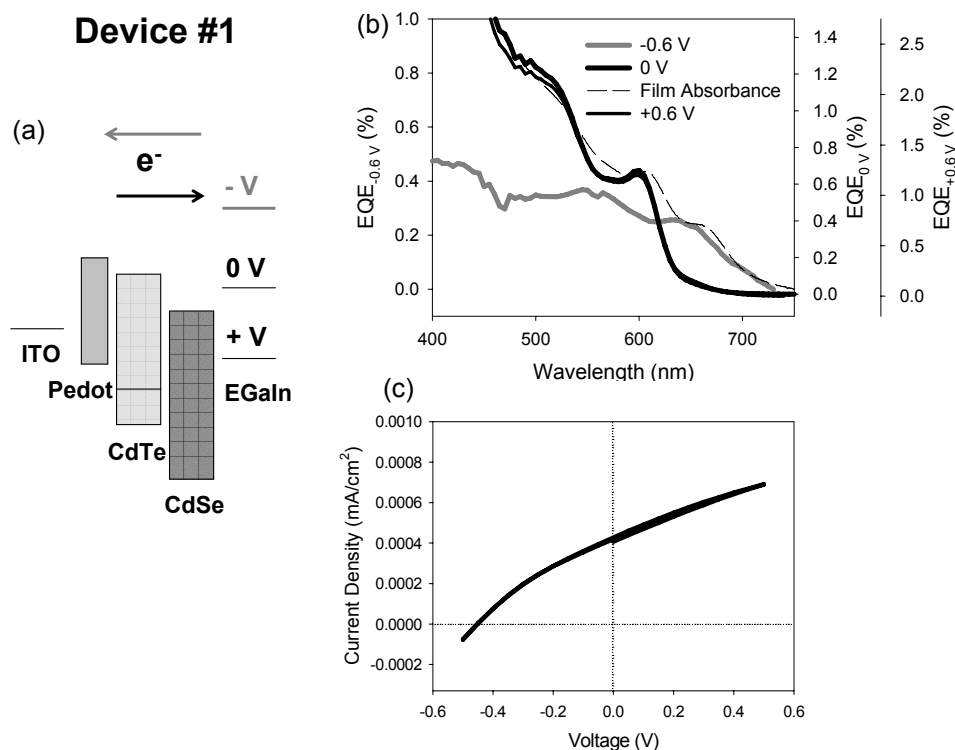 Device #1
(a)
e-
- V
0 V
+ V
ITO
Pedot
CdTe
CdSe
EGaIn
(b)
-0.6 V
0 V
Film Absorbance
+0.6 V
EQE-0.6 V (%)
1.0
0.8
0.6
0.4
0.2
0.0
EQE0 V (%)
1.4
1.2
1.0
0.8
0.6
0.4
0.2
0.0
EQE+0.6 V (%)
2.5
2.0
1.5
1.0
0.5
0.0
400 500 600 700
Wavelength (nm)
(c)
Current Density (mA/cm2)
0.0010
0.0008
0.0006
0.0004
0.0002
0.0000
-0.0002
-0.6 -0.4 -0.2 0.0 0.2 0.4 0.6
Voltage (V)